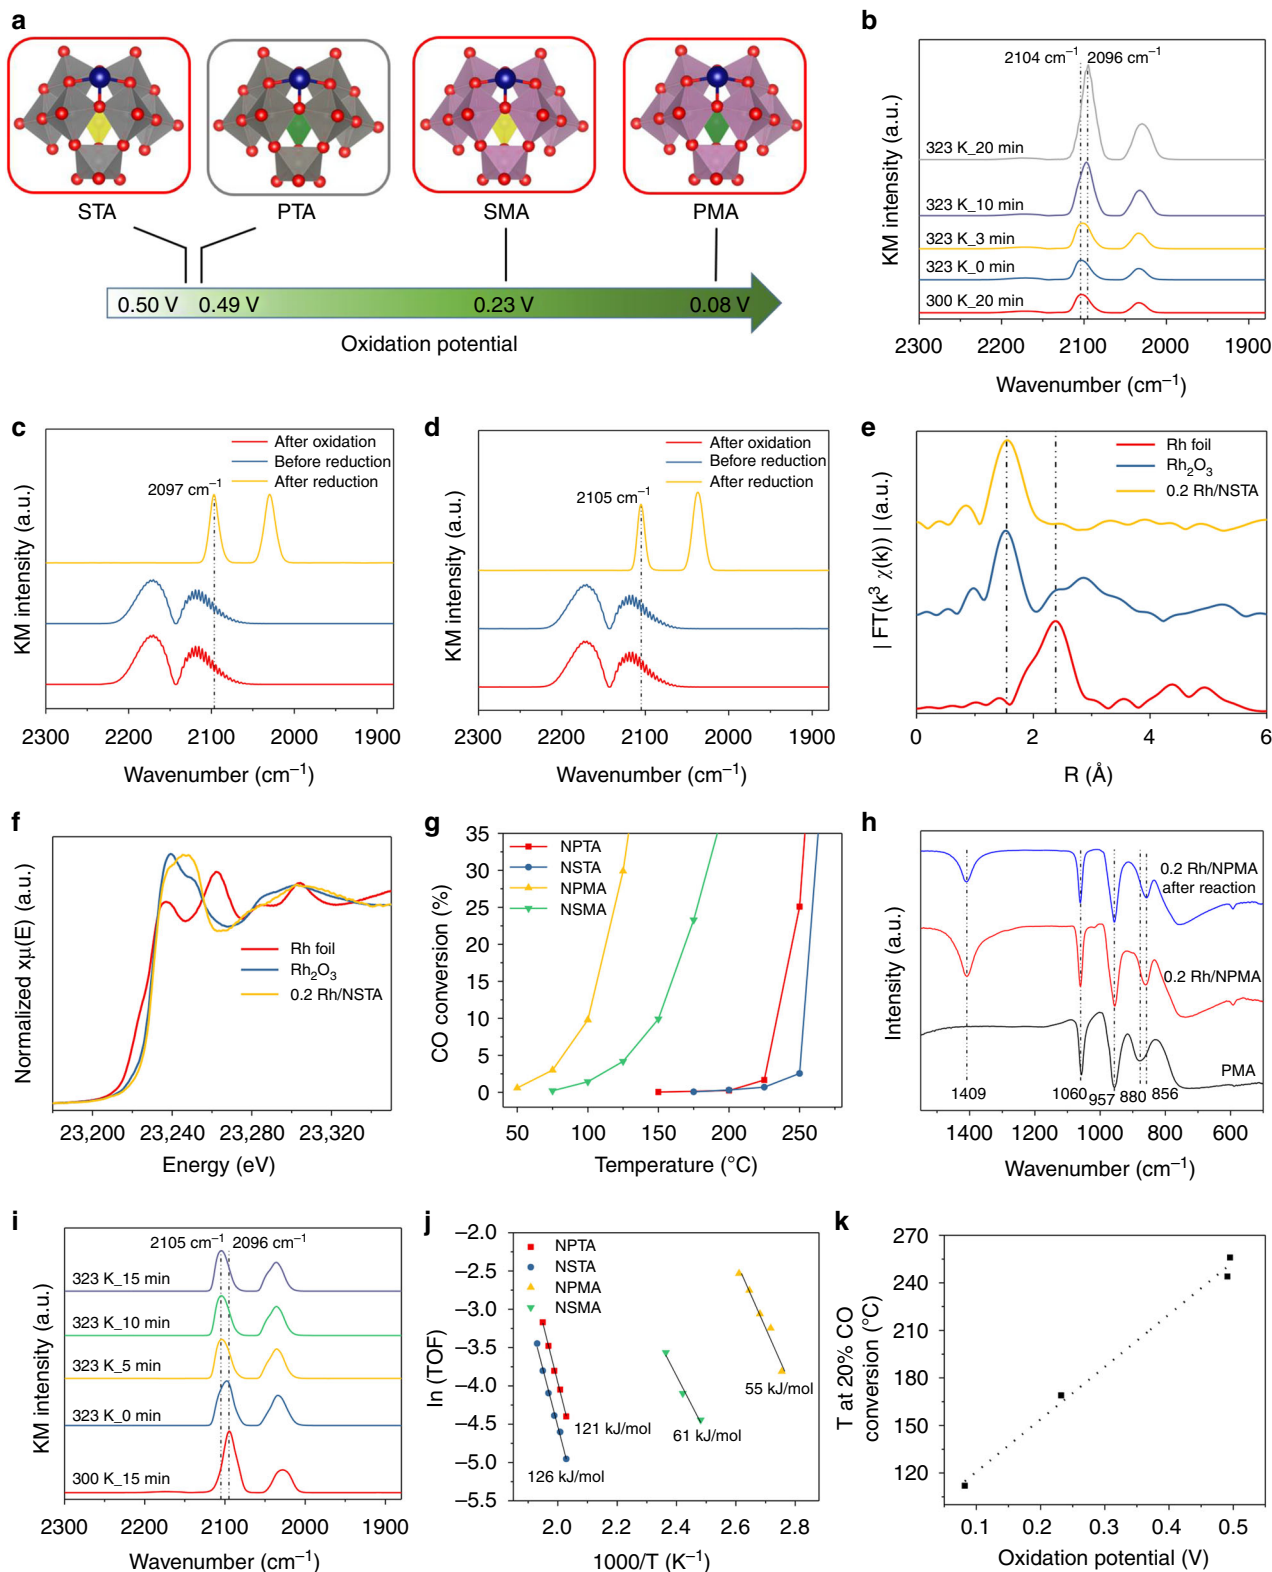 a
STA
PTA
SMA
PMA
0.50 V
0.49 V
0.23 V
0.08 V
Oxidation potential
b
KM intensity (a.u.)
2104 cm⁻¹
2096 cm⁻¹
323 K_20 min
323 K_10 min
323 K_3 min
323 K_0 min
300 K_20 min
2300
2200
2100
2000
1900
Wavenumber (cm⁻¹)
c
KM intensity (a.u.)
After oxidation
Before reduction
After reduction
2097 cm⁻¹
2300
2200
2100
2000
1900
Wavenumber (cm⁻¹)
d
KM intensity (a.u.)
After oxidation
Before reduction
After reduction
2105 cm⁻¹
2300
2200
2100
2000
1900
Wavenumber (cm⁻¹)
e
| FT(k³ χ(k)) | (a.u.)
Rh foil
Rh₂O₃
0.2 Rh/NSTA
0
2
4
6
R (Å)
f
Normalized xμ(E) (a.u.)
Rh foil
Rh₂O₃
0.2 Rh/NSTA
23,200
23,240
23,280
23,320
Energy (eV)
g
CO conversion (%)
35
30
25
20
15
10
5
0
NPTA
NSTA
NPMA
NSMA
50
100
150
200
250
Temperature (°C)
h
Intensity (a.u.)
0.2 Rh/NPMA
after reaction
0.2 Rh/NPMA
PMA
1409
1060
957
880
856
1400
1200
1000
800
600
Wavenumber (cm⁻¹)
i
KM intensity (a.u.)
2105 cm⁻¹
2096 cm⁻¹
323 K_15 min
323 K_10 min
323 K_5 min
323 K_0 min
300 K_15 min
2300
2200
2100
2000
1900
Wavenumber (cm⁻¹)
j
ln (TOF)
−2.0
−2.5
−3.0
−3.5
−4.0
−4.5
−5.0
−5.5
NPTA
NSTA
NPMA
NSMA
55 kJ/mol
121 kJ/mol
61 kJ/mol
126 kJ/mol
2.0
2.4
2.6
2.8
1000/T (K⁻¹)
k
T at 20% CO
conversion (°C)
270
240
210
180
150
120
0.1
0.2
0.3
0.4
0.5
Oxidation potential (V)